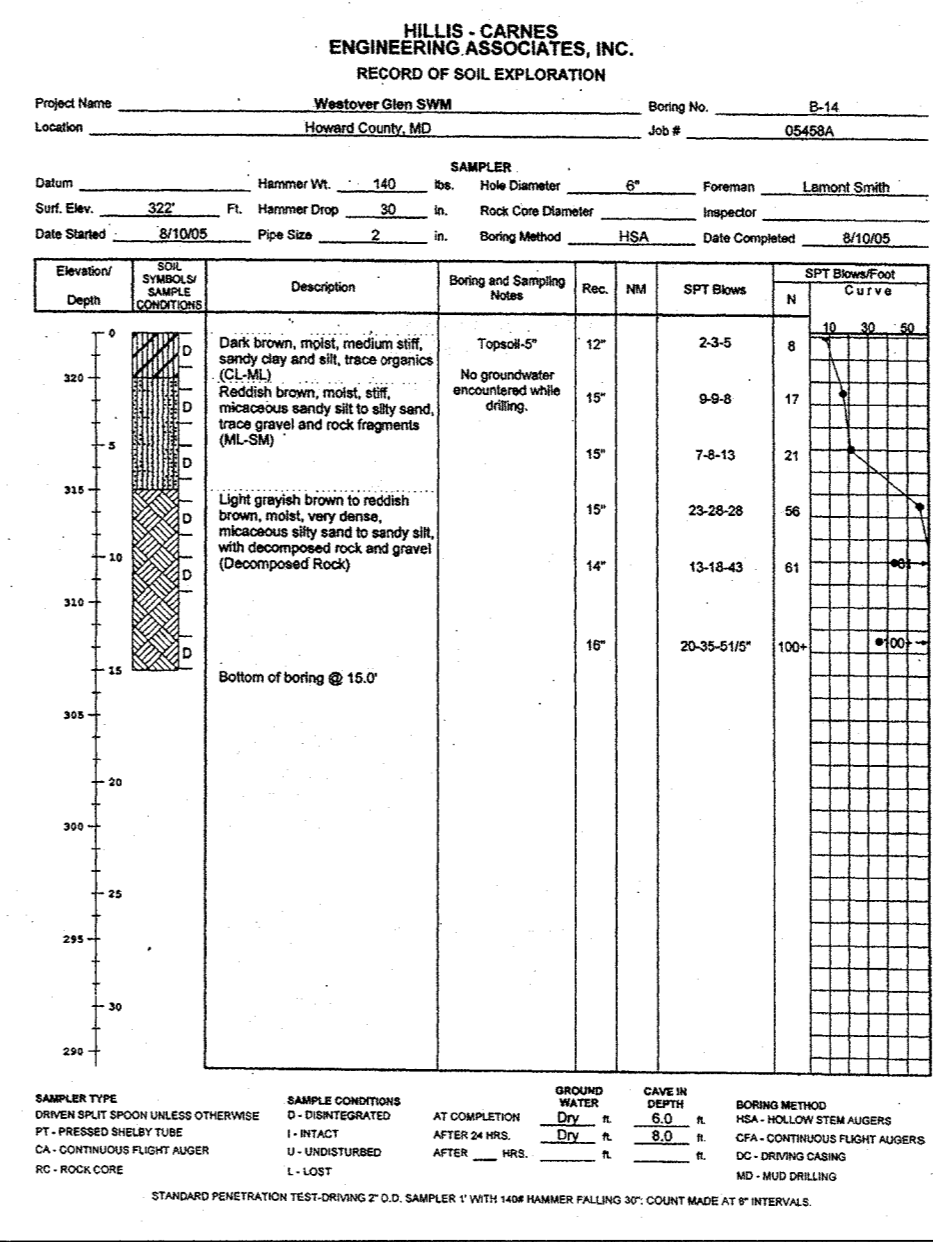 HILLIS - CARNES
ENGINEERING ASSOCIATES, INC.
RECORD OF SOIL EXPLORATION
Project Name Westover Glen SWM Boring No. B-14
Location Howard County, MD Job # 05458A
SAMPLER
Datum Hammer Wt. 140 lbs. Hole Diameter 6" Foreman Lamont Smith
Surf. Elev. 322' Ft. Hammer Drop 30 in. Rock Core Diameter Inspector
Date Started 8/10/05 Pipe Size 2 in. Boring Method HSA Date Completed 8/10/05
Elevation/ Depth
SOIL SYMBOLS/ SAMPLE CONDITIONS
Description
Boring and Sampling Notes
Rec.
NM
SPT Blows
SPT Blows/Foot
N
Curve
10 30 50
0
D
Dark brown, moist, medium stiff,
sandy clay and silt, trace organics
(CL-ML)
Topsoil-5"
12"
2-3-5
8
320
No groundwater
encountered while
drilling.
D
Reddish brown, moist, stiff,
micaceous sandy silt to silty sand,
trace gravel and rock fragments
(ML-SM)
15"
9-9-8
17
5
D
15"
7-8-13
21
315
D
Light grayish brown to reddish
brown, moist, very dense,
micaceous silty sand to sandy silt,
with decomposed rock and gravel
(Decomposed Rock)
15"
23-28-28
56
10
D
14"
13-18-43
61
61
310
D
16"
20-35-51/5"
100+
100+
15
Bottom of boring @ 15.0'
305
20
300
25
295
30
290
SAMPLER TYPE
DRIVEN SPLIT SPOON UNLESS OTHERWISE
PT - PRESSED SHELBY TUBE
CA - CONTINUOUS FLIGHT AUGER
RC - ROCK CORE
SAMPLE CONDITIONS
D - DISINTEGRATED
I - INTACT
U - UNDISTURBED
L - LOST
GROUND WATER CAVE IN DEPTH
AT COMPLETION Dry ft. 6.0 ft.
AFTER 24 HRS. Dry ft. 8.0 ft.
AFTER ____ HRS. ft. ft.
BORING METHOD
HSA - HOLLOW STEM AUGERS
CFA - CONTINUOUS FLIGHT AUGERS
DC - DRIVING CASING
MD - MUD DRILLING
STANDARD PENETRATION TEST-DRIVING 2" O.D. SAMPLER 1' WITH 140# HAMMER FALLING 30": COUNT MADE AT 6" INTERVALS.